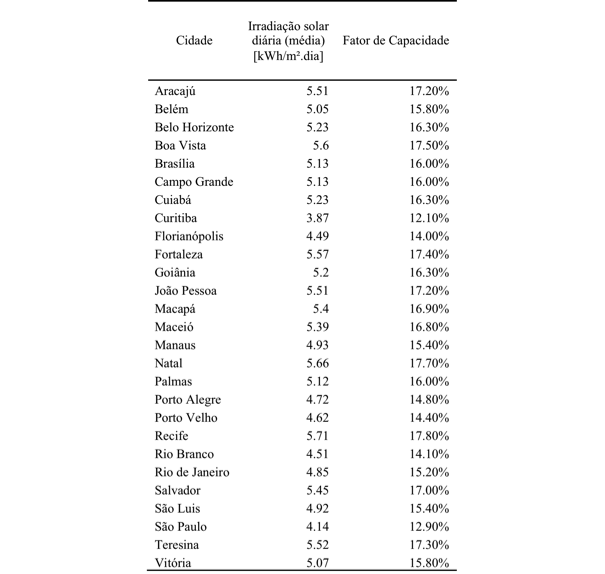 Cidade Irradiação solar diária (média) [kWh/m².dia] Fator de Capacidade
Aracajú 5.51 17.20%
Belém 5.05 15.80%
Belo Horizonte 5.23 16.30%
Boa Vista 5.6 17.50%
Brasília 5.13 16.00%
Campo Grande 5.13 16.00%
Cuiabá 5.23 16.30%
Curitiba 3.87 12.10%
Florianópolis 4.49 14.00%
Fortaleza 5.57 17.40%
Goiânia 5.2 16.30%
João Pessoa 5.51 17.20%
Macapá 5.4 16.90%
Maceió 5.39 16.80%
Manaus 4.93 15.40%
Natal 5.66 17.70%
Palmas 5.12 16.00%
Porto Alegre 4.72 14.80%
Porto Velho 4.62 14.40%
Recife 5.71 17.80%
Rio Branco 4.51 14.10%
Rio de Janeiro 4.85 15.20%
Salvador 5.45 17.00%
São Luis 4.92 15.40%
São Paulo 4.14 12.90%
Teresina 5.52 17.30%
Vitória 5.07 15.80%